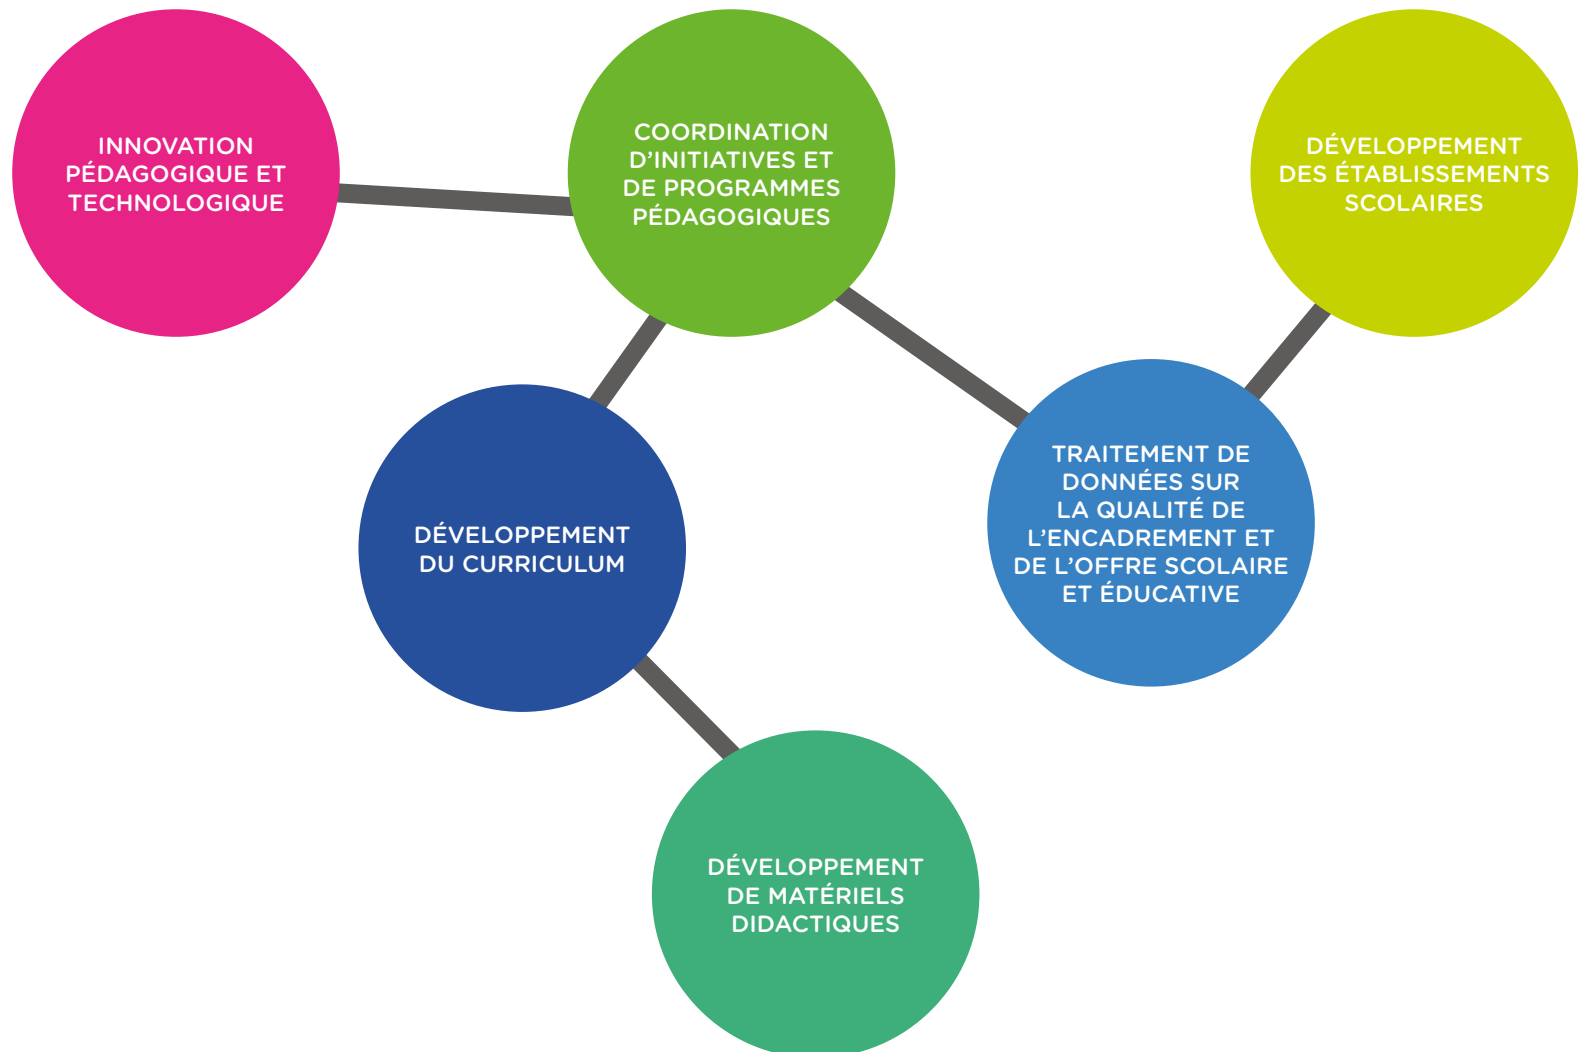 INNOVATION
PÉDAGOGIQUE ET
TECHNOLOGIQUE
COORDINATION
D'INITIATIVES ET
DE PROGRAMMES
PÉDAGOGIQUES
DÉVELOPPEMENT
DES ÉTABLISSEMENTS
SCOLAIRES
DÉVELOPPEMENT
DU CURRICULUM
TRAITEMENT DE
DONNÉES SUR
LA QUALITÉ DE
L’ENCADREMENT ET
DE L’OFFRE SCOLAIRE
ET ÉDUCATIVE
DÉVELOPPEMENT
DE MATÉRIELS
DIDACTIQUES